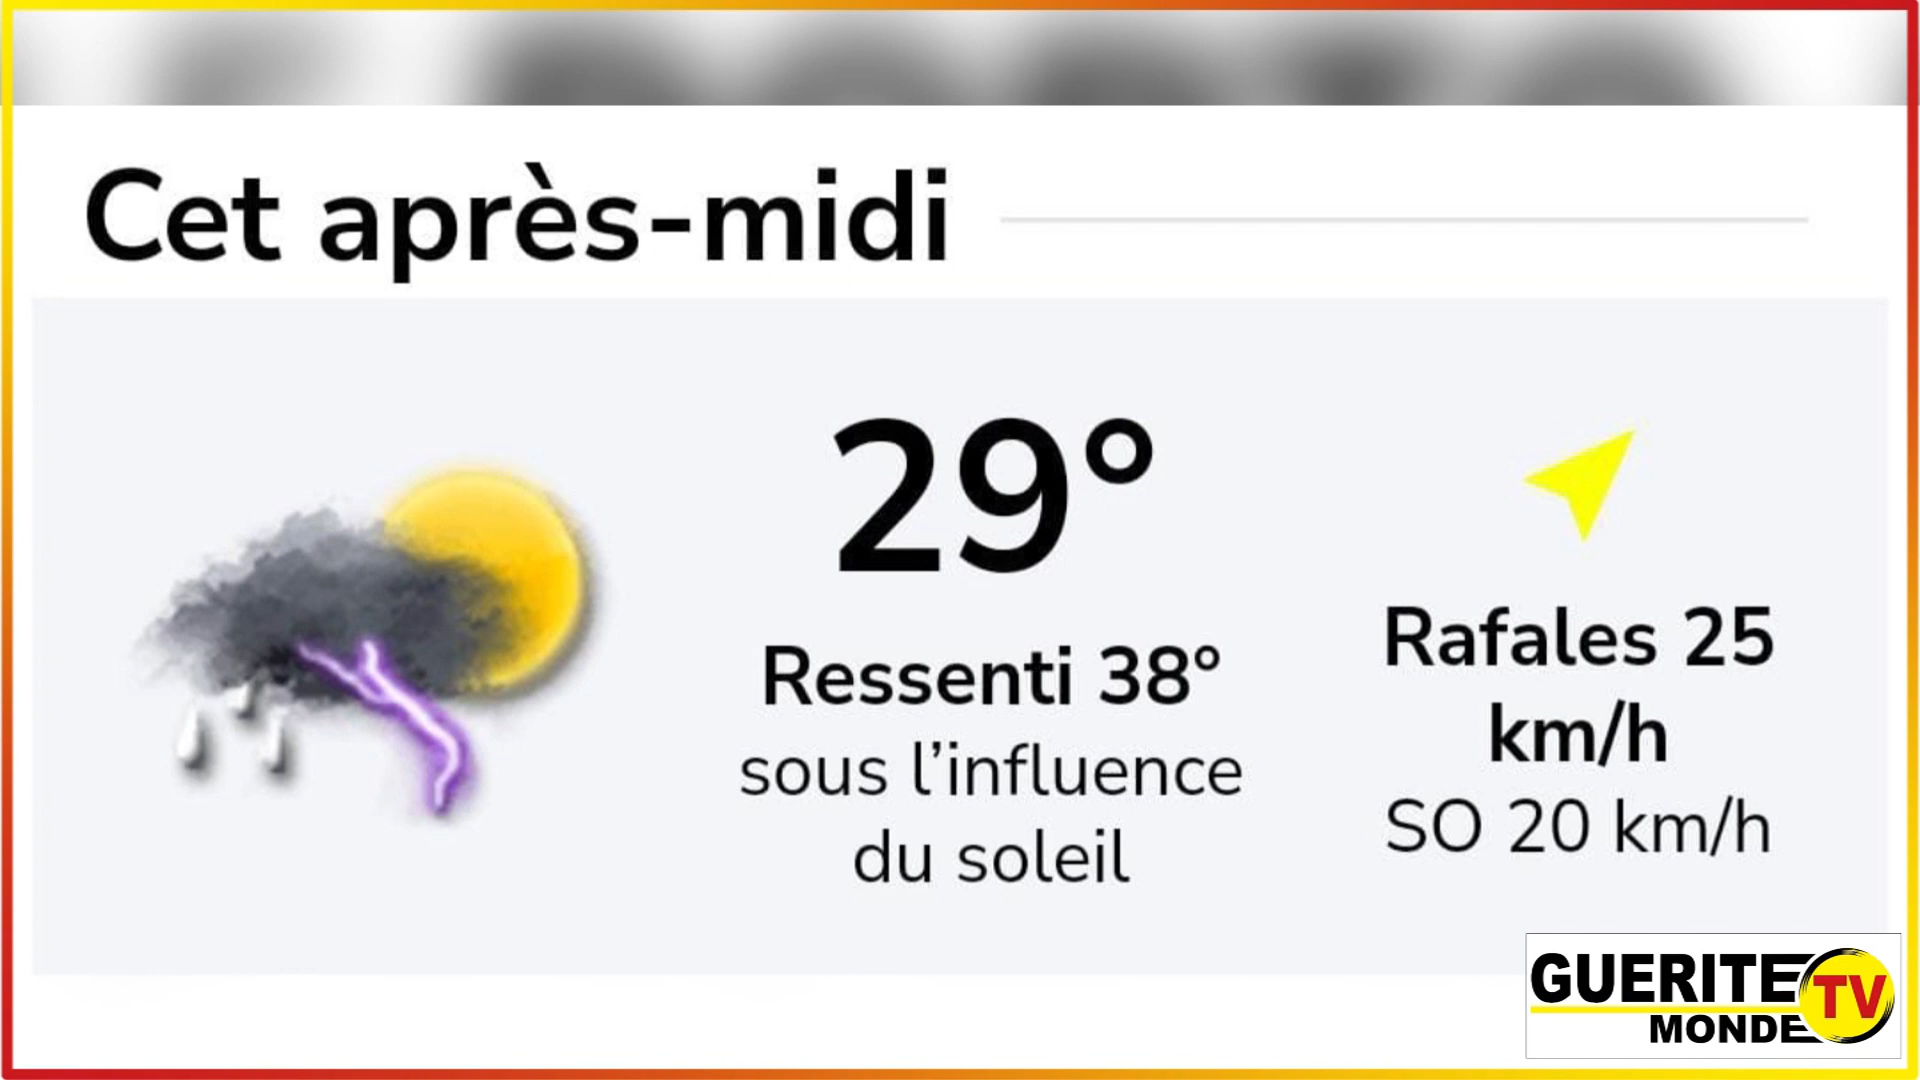 Cet après-midi
29°
Ressenti 38°
sous l’influence
du soleil
Rafales 25
km/h
SO 20 km/h
GUERITE
TV
MONDE